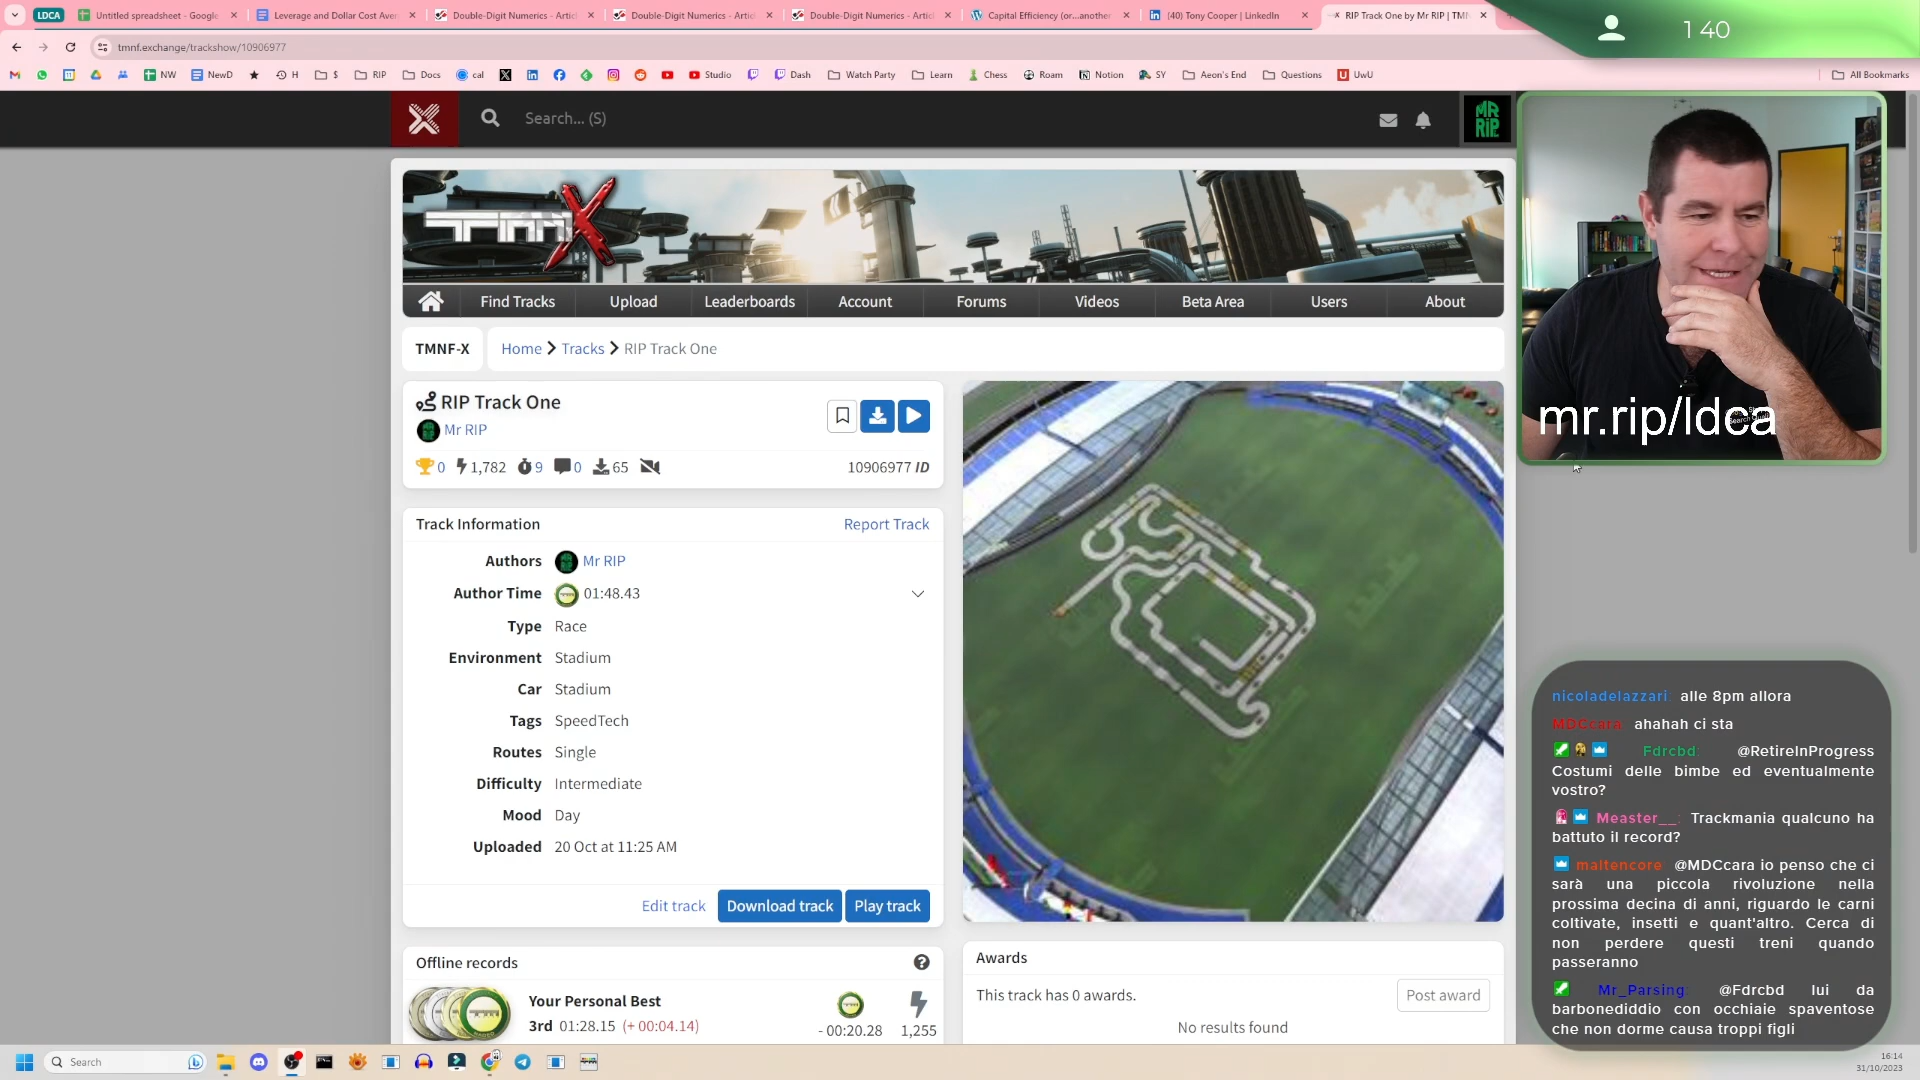 LDCA
Untitled spreadsheet - Google
Leverage and Dollar Cost Aver
Double-Digit Numerics - Artic
Double-Digit Numerics - Artic
Double-Digit Numerics - Artic
Capital Efficiency (or...another
(40) Tony Cooper | LinkedIn
RIP Track One by Mr RIP | TMN
1 40
tmnf.exchange/trackshow/10906977
NW
NewD
H
$
RIP
Docs
cal
Studio
Dash
Watch Party
Learn
Chess
Roam
Notion
SY
Aeon's End
Questions
UwU
All Bookmarks
Search... (S)
MR
RIP
TMX
Find Tracks
Upload
Leaderboards
Account
Forums
Videos
Beta Area
Users
About
TMNF-X
Home
Tracks
RIP Track One
RIP Track One
Mr RIP
0
1,782
9
0
65
10906977 ID
Track Information
Report Track
Authors
Mr RIP
Author Time
01:48.43
Type
Race
Environment
Stadium
Car
Stadium
Tags
SpeedTech
Routes
Single
Difficulty
Intermediate
Mood
Day
Uploaded
20 Oct at 11:25 AM
Edit track
Download track
Play track
Offline records
Your Personal Best
3rd 01:28.15 (+ 00:04.14)
- 00:20.28
1,255
Awards
This track has 0 awards.
Post award
No results found
mr.rip/ldca
nicoladelazzari: alle 8pm allora
MDCcara: ahahah ci sta
Fdrcbd: @RetireInProgress
Costumi delle bimbe ed eventualmente
vostro?
Measter__: Trackmania qualcuno ha
battuto il record?
maltencore: @MDCcara io penso che ci
sarà una piccola rivoluzione nella
prossima decina di anni, riguardo le carni
coltivate, insetti e quant'altro. Cerca di
non perdere questi treni quando
passeranno
Mr_Parsing: @Fdrcbd lui da
barbonediddio con occhiaie spaventose
che non dorme causa troppi figli
Search
16:14
31/10/2023